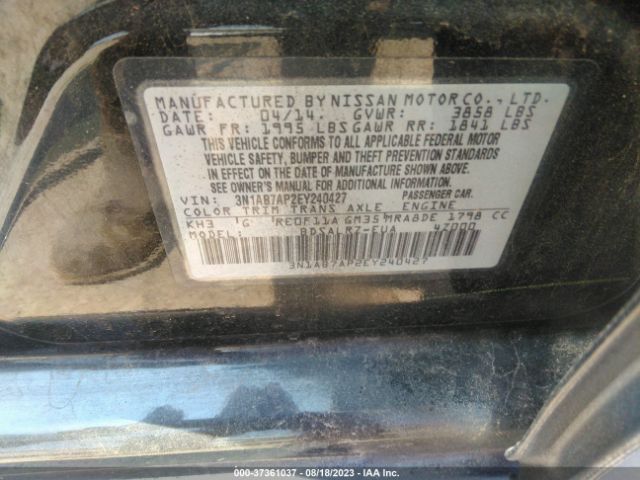 MANUFACTURED BY NISSAN MOTOR CO., LTD.
DATE: 04/14 GVWR: 3858 LBS
GAWR FR: 1995 LBS GAWR RR: 1841 LBS
THIS VEHICLE CONFORMS TO ALL APPLICABLE FEDERAL MOTOR
VEHICLE SAFETY, BUMPER AND THEFT PREVENTION STANDARDS
IN EFFECT ON THE DATE OF MANUFACTURE SHOWN ABOVE.
SEE OWNER'S MANUAL FOR ADDITIONAL INFORMATION.
VIN: 3N1AB7AP2EY240427 PASSENGER CAR
COLOR TRIM TRANS AXLE ENGINE
KH3 G RE0F11A GM35 MRA8DE 1798 CC
MODEL: BDSALRZ-EUA 4Z000
3N1AB7AP2EY240427
000-37361037 - 08/18/2023 - IAA Inc.